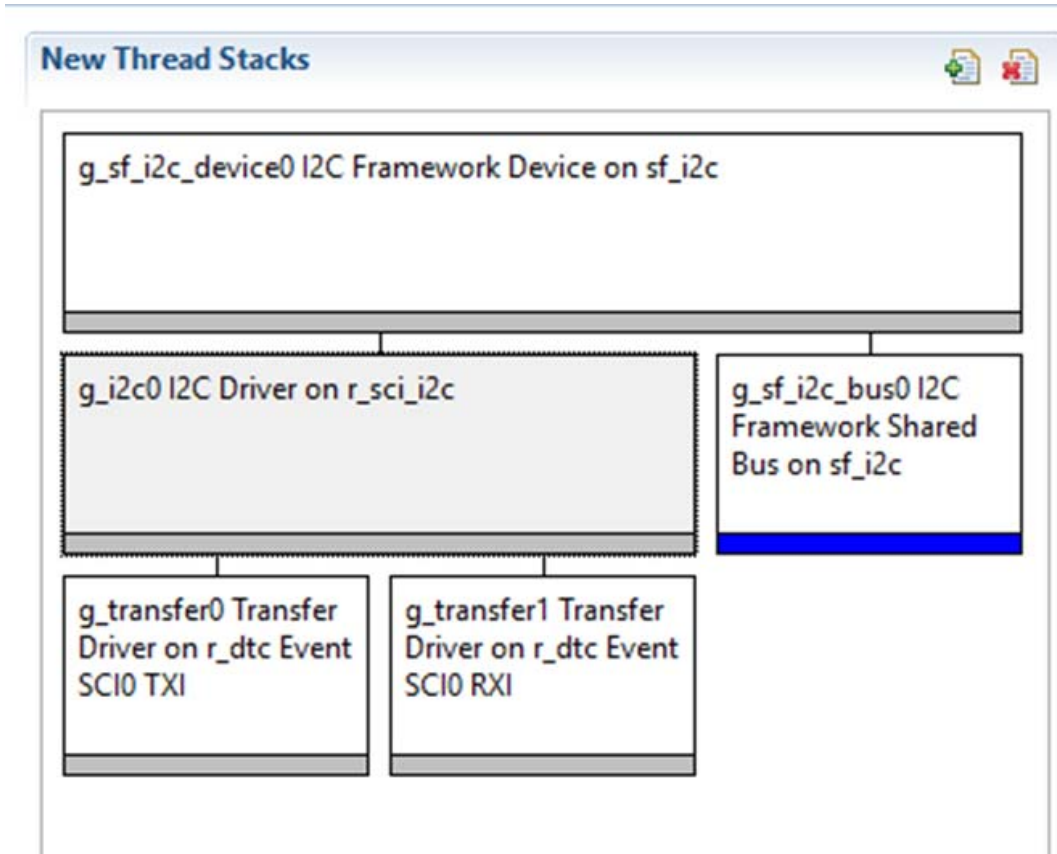 New Thread Stacks
g_sf_i2c_device0 I2C Framework Device on sf_i2c
g_i2c0 I2C Driver on r_sci_i2c
g_sf_i2c_bus0 I2C
Framework Shared
Bus on sf_i2c
g_transfer0 Transfer
Driver on r_dtc Event
SCI0 TXI
g_transfer1 Transfer
Driver on r_dtc Event
SCI0 RXI